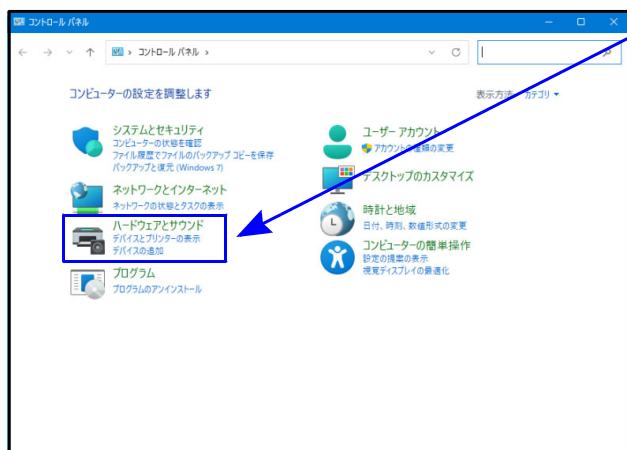 コントロール パネル
コントロール パネル
コンピューターの設定を調整します
表示方法: カテゴリ
システムとセキュリティ
コンピューターの状態を確認
ファイル履歴でファイルのバックアップ コピーを保存
バックアップと復元 (Windows 7)
ネットワークとインターネット
ネットワークの状態とタスクの表示
ハードウェアとサウンド
デバイスとプリンターの表示
デバイスの追加
プログラム
プログラムのアンインストール
ユーザー アカウント
アカウントの種類の変更
デスクトップのカスタマイズ
時計と地域
日付、時刻、数値形式の変更
コンピューターの簡単操作
設定の提案の表示
視覚ディスプレイの最適化